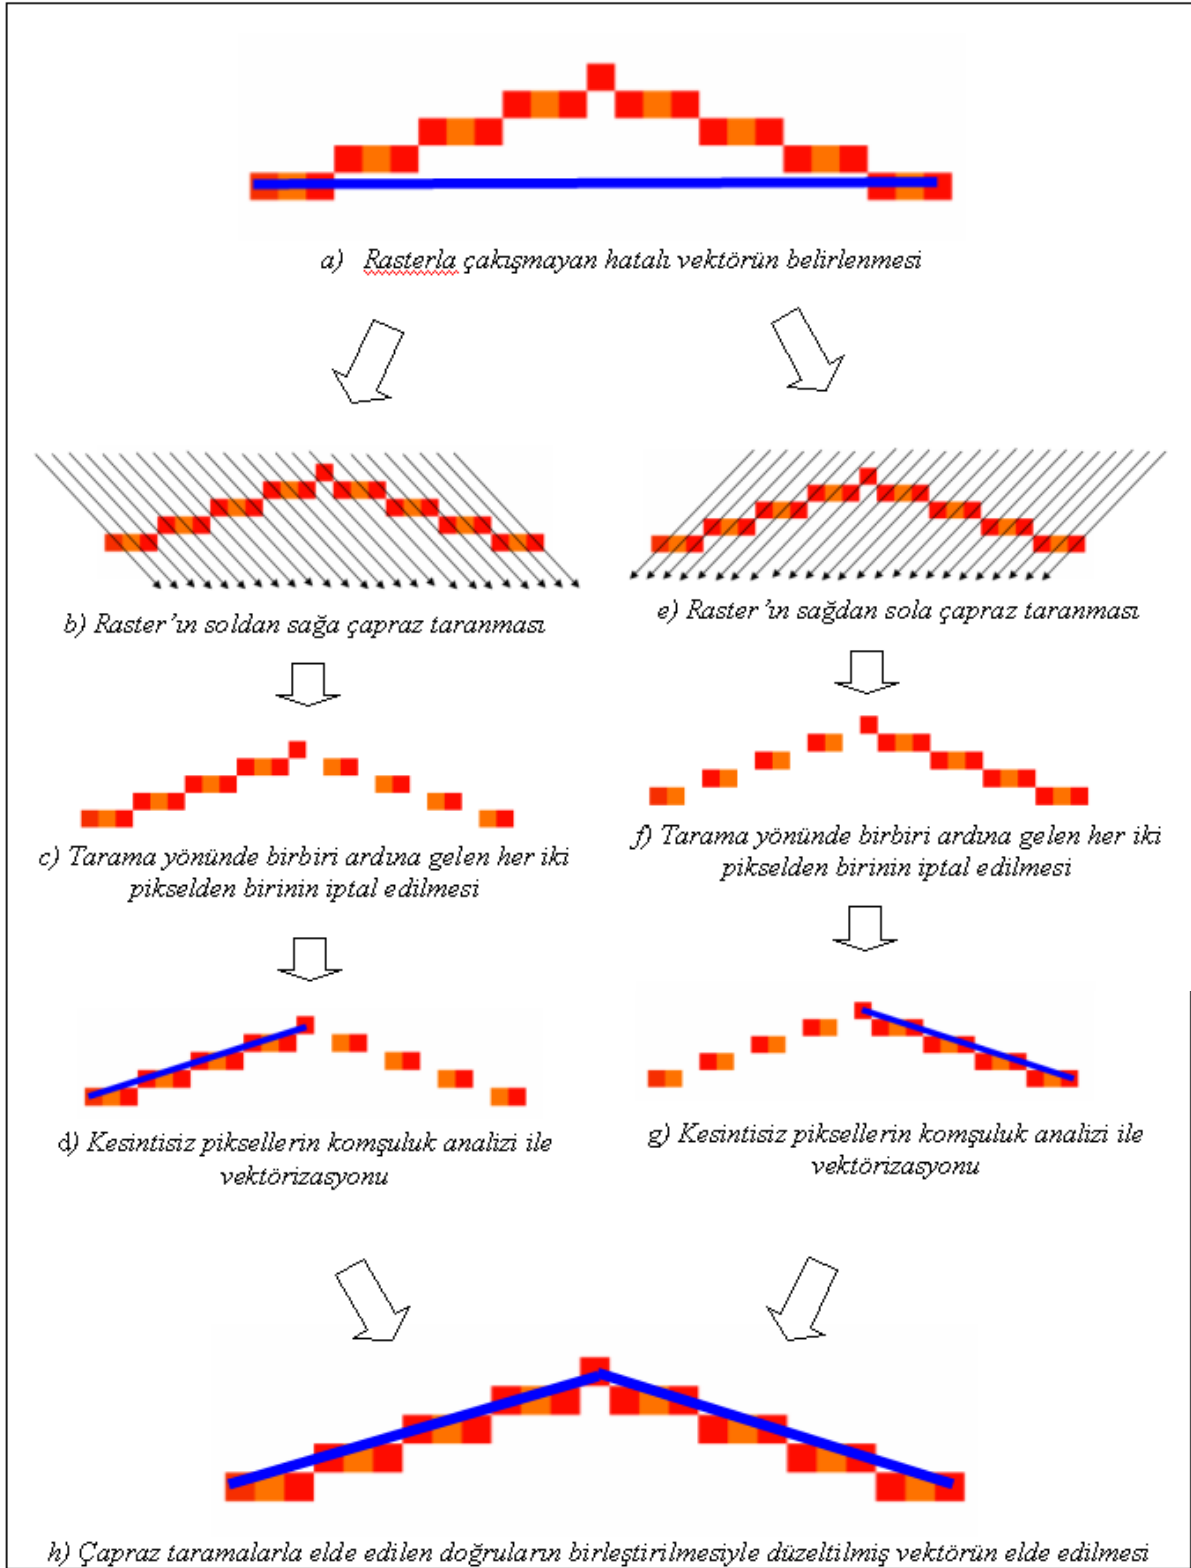 a) Rasterla çakışmayan hatalı vektörün belirlenmesi
b) Raster'ın soldan sağa çapraz taranması
e) Raster'ın sağdan sola çapraz taranması
c) Tarama yönünde birbiri ardına gelen her iki
pikselden birinin iptal edilmesi
f) Tarama yönünde birbiri ardına gelen her iki
pikselden birinin iptal edilmesi
d) Kesintisiz piksellerin komşuluk analizi ile
vektörizasyonu
g) Kesintisiz piksellerin komşuluk analizi ile
vektörizasyonu
h) Çapraz taramalarla elde edilen doğruların birleştirilmesiyle düzeltilmiş vektörün elde edilmesi